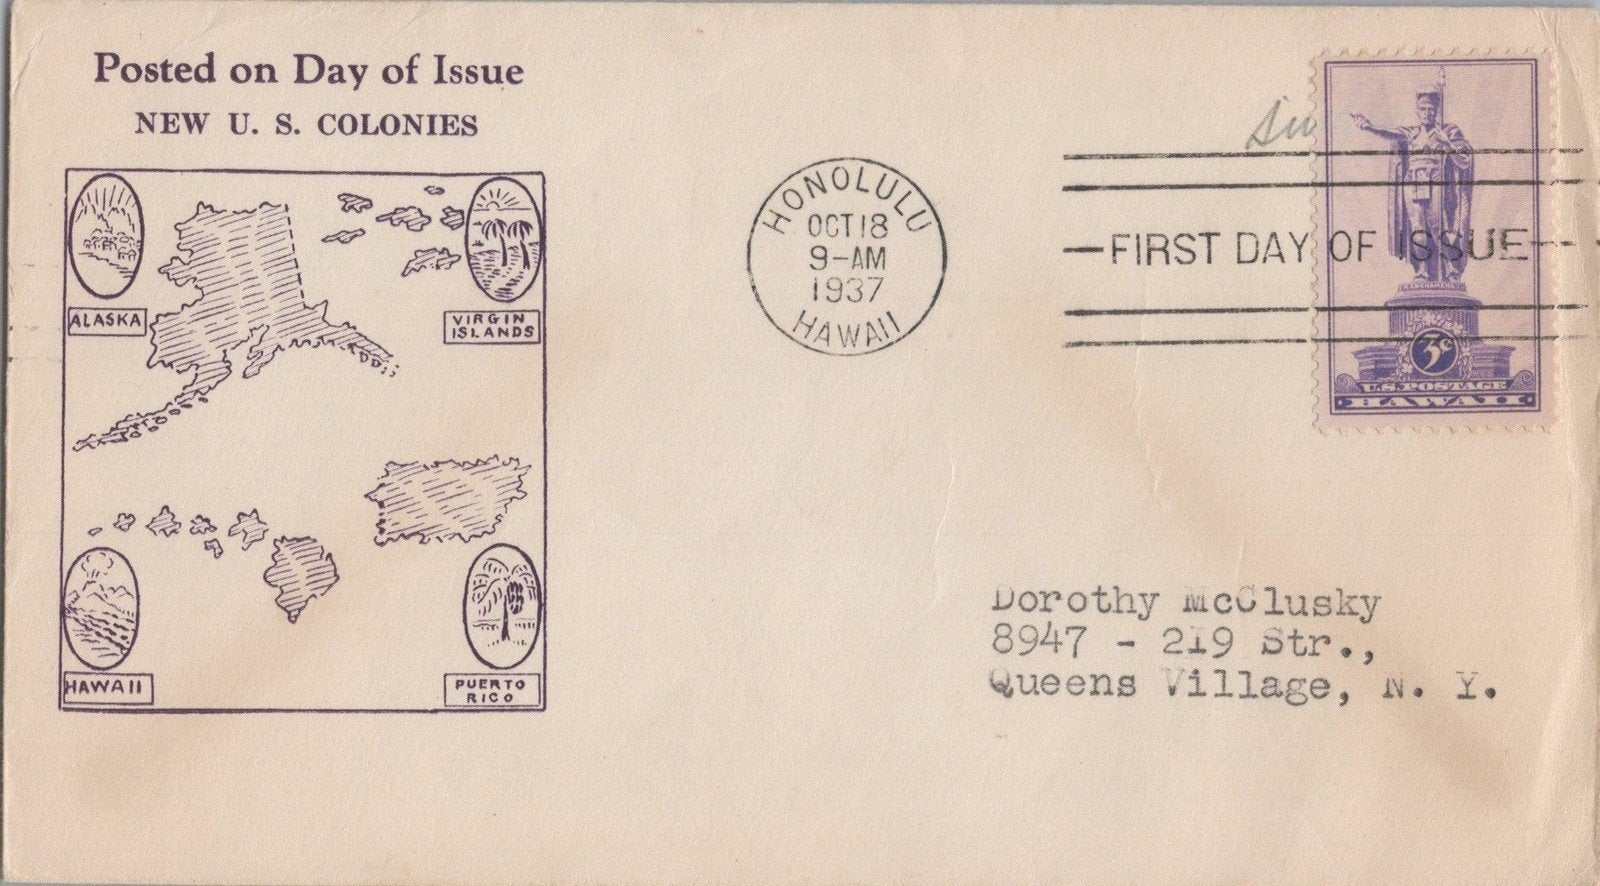 Posted on Day of Issue
NEW U. S. COLONIES
ALASKA
VIRGIN
ISLANDS
HAWAII
PUERTO
RICO
HONOLULU
OCT 18
9-AM
1937
HAWAII
FIRST DAY OF ISSUE
KAMEHAMEHA I
3¢
U.S. POSTAGE
HAWAII
Dorothy McClusky
8947 - 219 Str.,
Queens Village, N. Y.